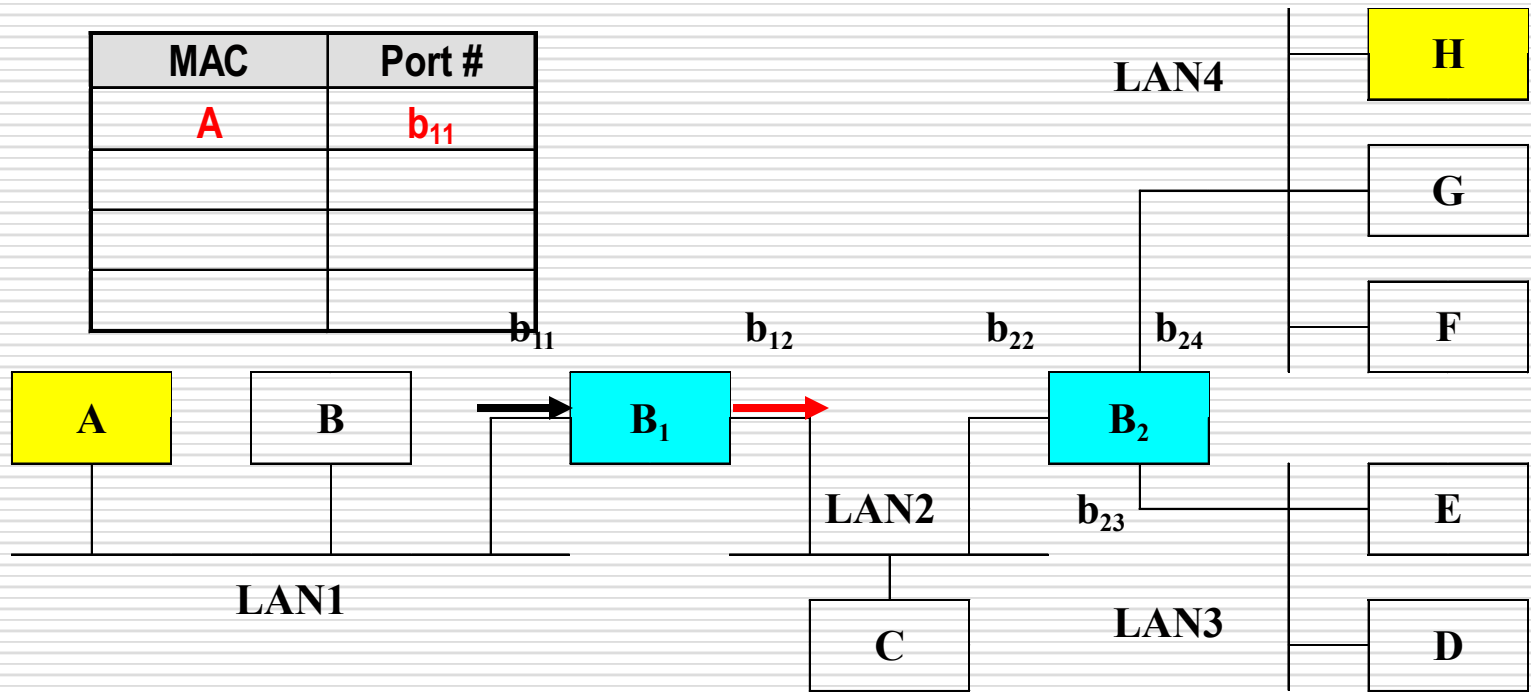 MAC Port #
A b₁₁
LAN4
H
G
F
b₁₁ b₁₂ b₂₂ b₂₄
A B B₁ B₂
LAN2 b₂₃ E
LAN1
C LAN3 D